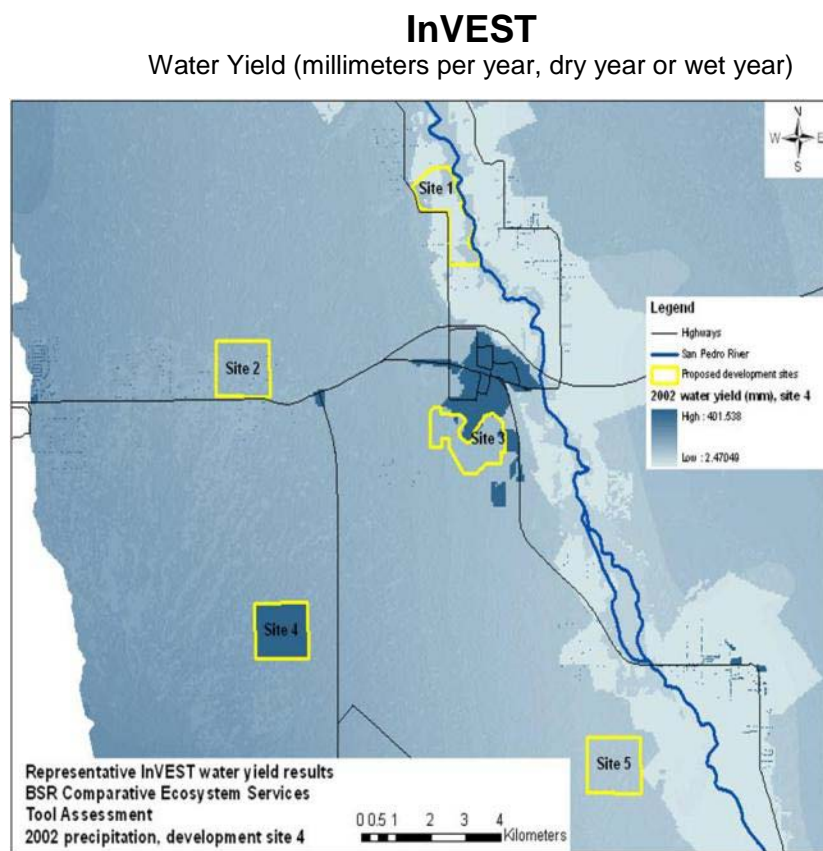 InVEST
Water Yield (millimeters per year, dry year or wet year)
N
W E
S
Site 1
Site 2
Site 3
Site 4
Site 5
Legend
Highways
San Pedro River
Proposed development sites
2002 water yield (mm), site 4
High : 401.538
Low : 2.47049
Representative InVEST water yield results
BSR Comparative Ecosystem Services
Tool Assessment
2002 precipitation, development site 4
0 0.5 1 2 3 4
Kilometers